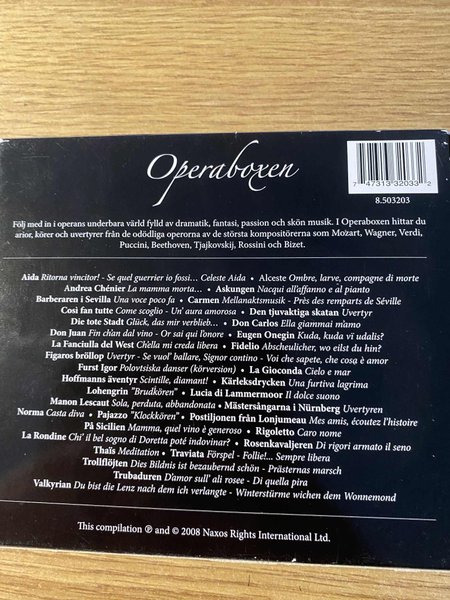 Operaboxen
7 47313 32033 2
8.503203
Följ med in i operans underbara värld fylld av dramatik, fantasi, passion och skön musik. I Operaboxen hittar du
arior, körer och uvertyrer från de odödliga operorna av de största kompositörerna som Mozart, Wagner, Verdi,
Puccini, Beethoven, Tjajkovskij, Rossini och Bizet.
Aida Ritorna vincitor! - Se quel guerrier io fossi... Celeste Aida • Alceste Ombre, larve, compagne di morte
Andrea Chénier La mamma morta... • Askungen Nacqui all'affanno e al pianto
Barberaren i Sevilla Una voce poco fa • Carmen Mellanaktsmusik - Près des remparts de Séville
Così fan tutte Come scoglio - Un' aura amorosa • Den tjuvaktiga skatan Uvertyr
Die tote Stadt Glück, das mir verblieb... • Don Carlos Ella giammai m'amo
Don Juan Fin ch'an dal vino - Or sai qui l'onore • Eugen Onegin Kuda, kuda vï udalis?
La Fanciulla del West Ch'ella mi creda libera • Fidelio Abscheulicher, wo eilst du hin?
Figaros bröllop Uvertyr - Se vuol' ballare, Signor contino - Voi che sapete, che cosa è amor
Furst Igor Polovtsiska danser (körversion) • La Gioconda Cielo e mar
Hoffmanns äventyr Scintille, diamant! • Kärleksdrycken Una furtiva lagrima
Lohengrin "Brudkören" • Lucia di Lammermoor Il dolce suono
Manon Lescaut Sola, perduta, abbandonata • Mästersångarna i Nürnberg Uvertyren
Norma Casta diva • Pajazzo "Klockkören" • Postiljonen från Lonjumeau Mes amis, écoutez l'histoire
På Sicilien Mamma, quel vino è generoso • Rigoletto Caro nome
La Rondine Ch'i il bel sogno di Doretta poté indovinar? • Rosenkavaljeren Di rigori armato il seno
Thaïs Meditation • Traviata Förspel - Follie!... Sempre libera
Trollflöjten Dies Bildnis ist bezaubernd schön - Prästernas marsch
Trubaduren D'amor sull' ali rosee - Di quella pira
Valkyrian Du bist die Lenz nach dem ich verlangte - Winterstürme wichen dem Wonnemond
This compilation ℗ and © 2008 Naxos Rights International Ltd.